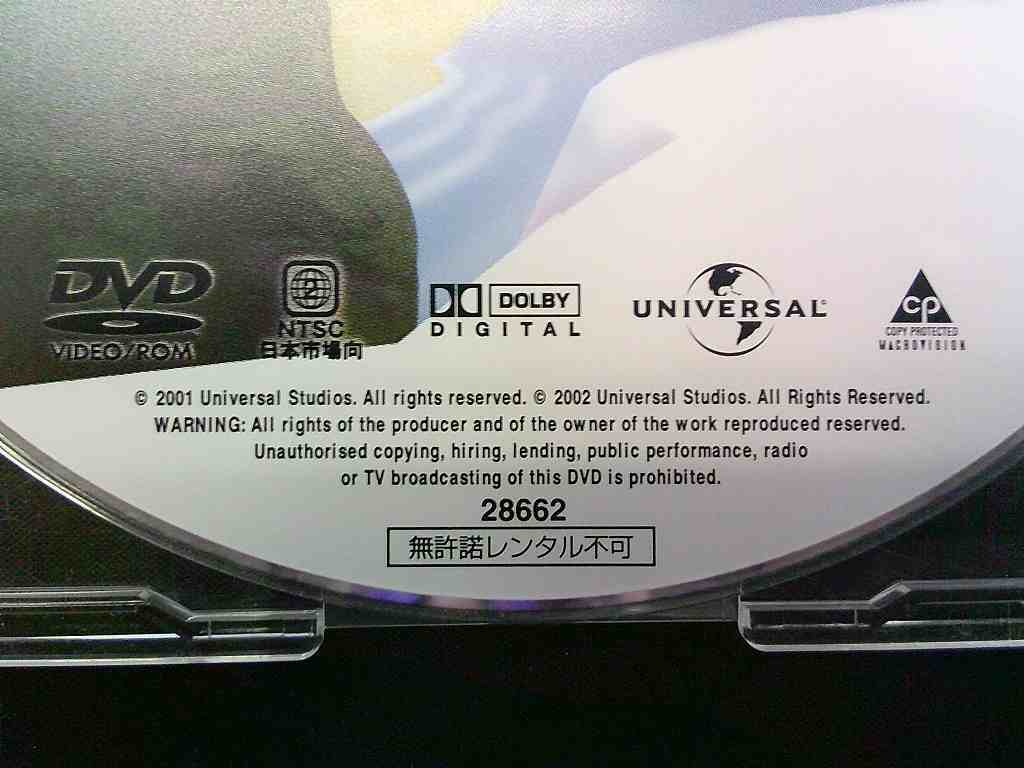 DVD
VIDEO/ROM
2
NTSC
日本市場向
DOLBY
DIGITAL
UNIVERSAL®
cp
COPY PROTECTED
MACROVISION
© 2001 Universal Studios. All rights reserved. © 2002 Universal Studios. All Rights Reserved.
WARNING: All rights of the producer and of the owner of the work reproduced reserved.
Unauthorised copying, hiring, lending, public performance, radio
or TV broadcasting of this DVD is prohibited.
28662
無許諾レンタル不可